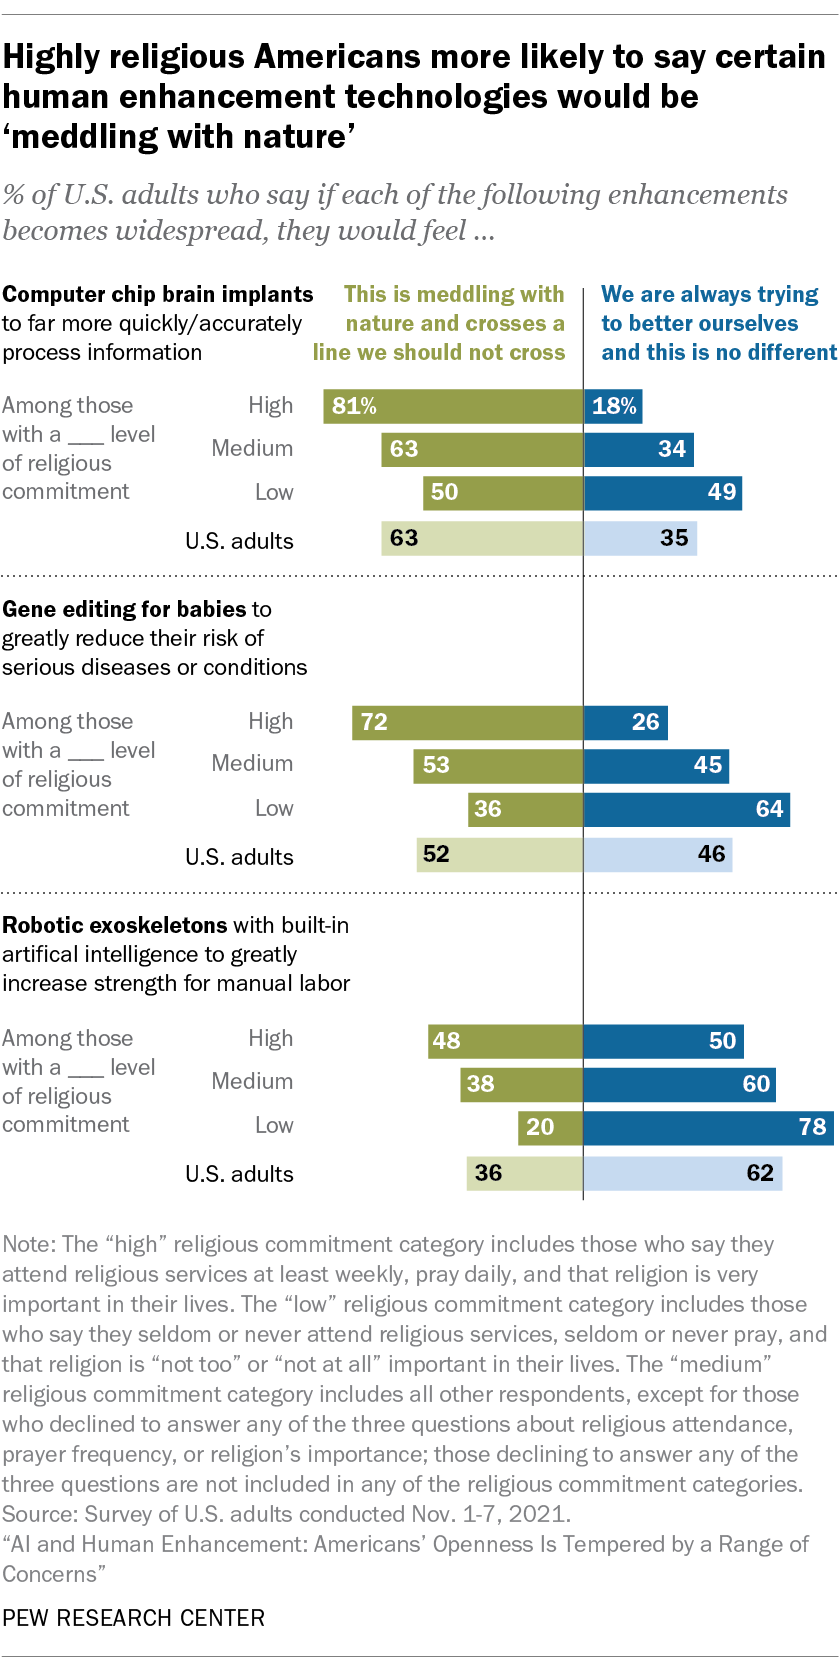 Highly religious Americans more likely to say certain
human enhancement technologies would be
‘meddling with nature’
% of U.S. adults who say if each of the following enhancements
becomes widespread, they would feel ...
Computer chip brain implants
to far more quickly/accurately
process information
This is meddling with
nature and crosses a
line we should not cross
We are always trying
to better ourselves
and this is no different
Among those
with a ___ level
of religious
commitment
High 81% 18%
Medium 63 34
Low 50 49
U.S. adults 63 35
Gene editing for babies to
greatly reduce their risk of
serious diseases or conditions
Among those
with a ___ level
of religious
commitment
High 72 26
Medium 53 45
Low 36 64
U.S. adults 52 46
Robotic exoskeletons with built-in
artifical intelligence to greatly
increase strength for manual labor
Among those
with a ___ level
of religious
commitment
High 48 50
Medium 38 60
Low 20 78
U.S. adults 36 62
Note: The “high” religious commitment category includes those who say they
attend religious services at least weekly, pray daily, and that religion is very
important in their lives. The “low” religious commitment category includes those
who say they seldom or never attend religious services, seldom or never pray, and
that religion is “not too” or “not at all” important in their lives. The “medium”
religious commitment category includes all other respondents, except for those
who declined to answer any of the three questions about religious attendance,
prayer frequency, or religion’s importance; those declining to answer any of the
three questions are not included in any of the religious commitment categories.
Source: Survey of U.S. adults conducted Nov. 1-7, 2021.
“AI and Human Enhancement: Americans’ Openness Is Tempered by a Range of
Concerns”
PEW RESEARCH CENTER